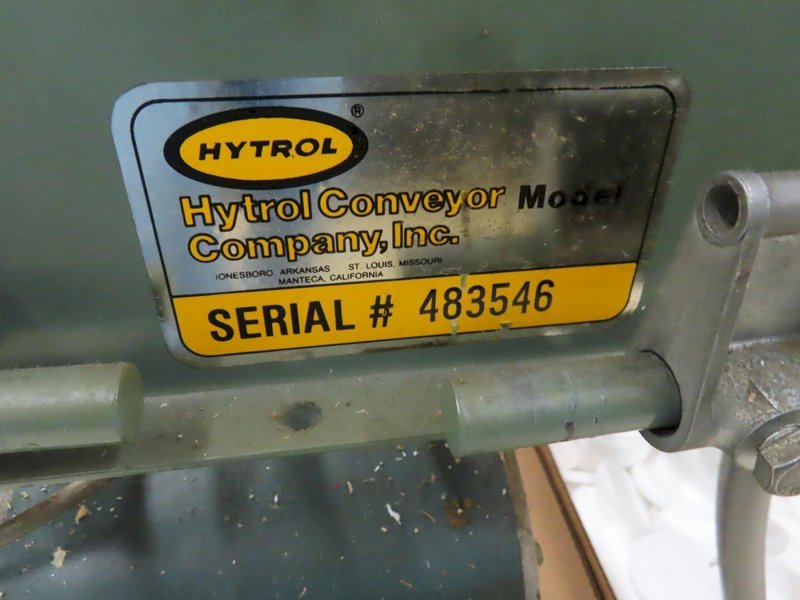 HYTROL ®
Hytrol Conveyor Model
Company, Inc.
JONESBORO, ARKANSAS ST. LOUIS, MISSOURI
MANTECA, CALIFORNIA
SERIAL # 483546